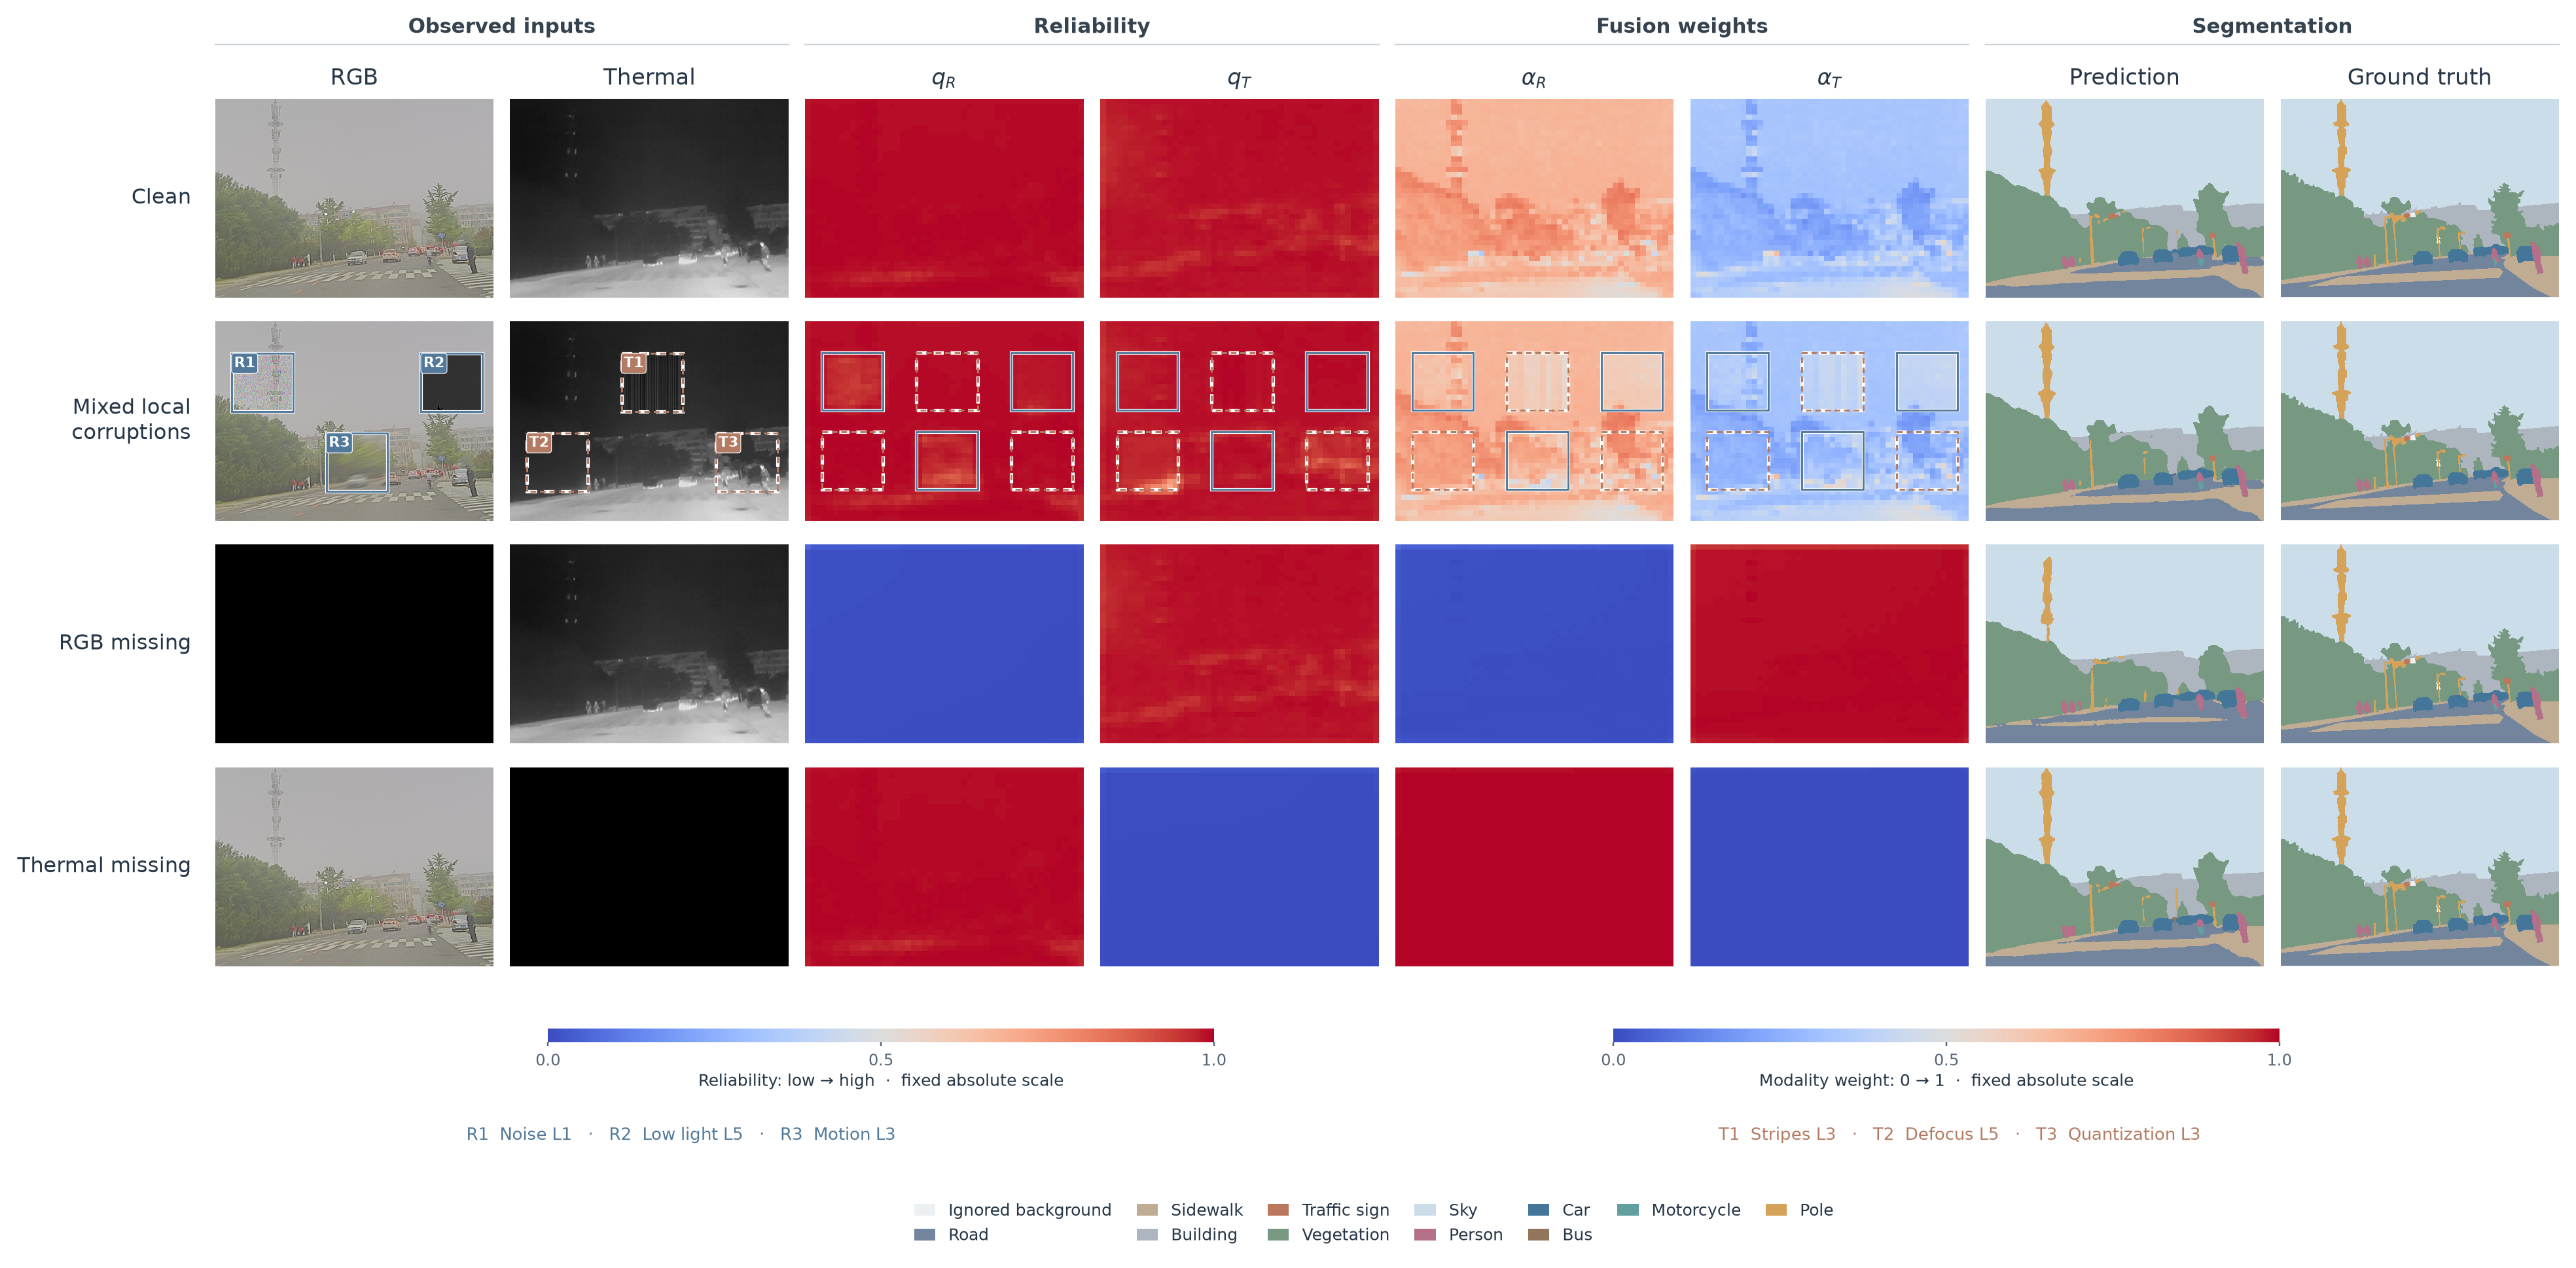 Observed inputs Reliability Fusion weights Segmentation
RGB Thermal q_R q_T α_R α_T Prediction Ground truth
Clean
Mixed local
corruptions
R1 R2 T1
R3 T2 T3
RGB missing
Thermal missing
0.0 0.5 1.0 0.0 0.5 1.0
Reliability: low → high · fixed absolute scale Modality weight: 0 → 1 · fixed absolute scale
R1 Noise L1 · R2 Low light L5 · R3 Motion L3 T1 Stripes L3 · T2 Defocus L5 · T3 Quantization L3
Ignored background Sidewalk Traffic sign Sky Car Motorcycle Pole
Road Building Vegetation Person Bus